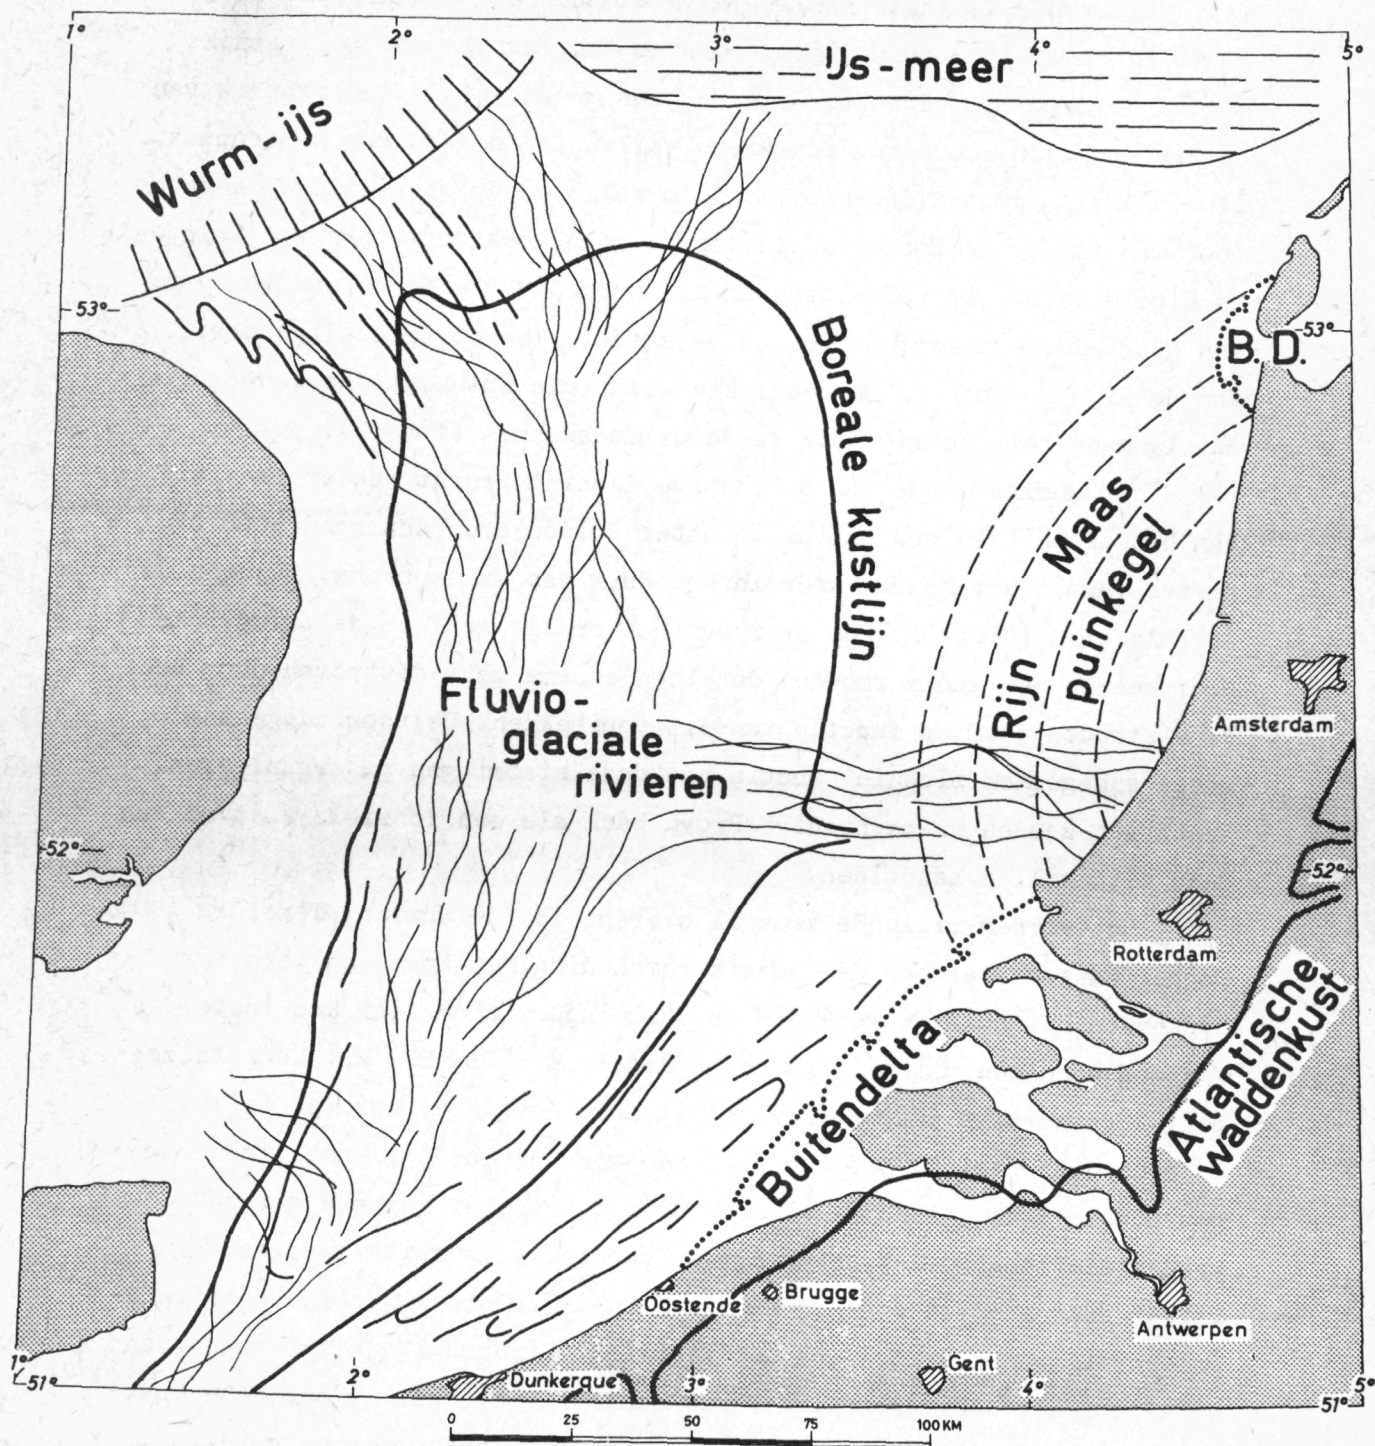 1°
2°
3°
4°
5°
IJs-meer
Wurm-ijs
53°
53°
B. D.
Boreale kustlijn
Rijn Maas
puinkegel
Fluvio-
glaciale
rivieren
Amsterdam
52°
52°
Rotterdam
Atlantische
waddenkust
Buitendelta
Oostende
Brugge
Antwerpen
Gent
Dunkerque
1°
51°
2°
3°
4°
5°
51°
0 25 50 75 100 KM